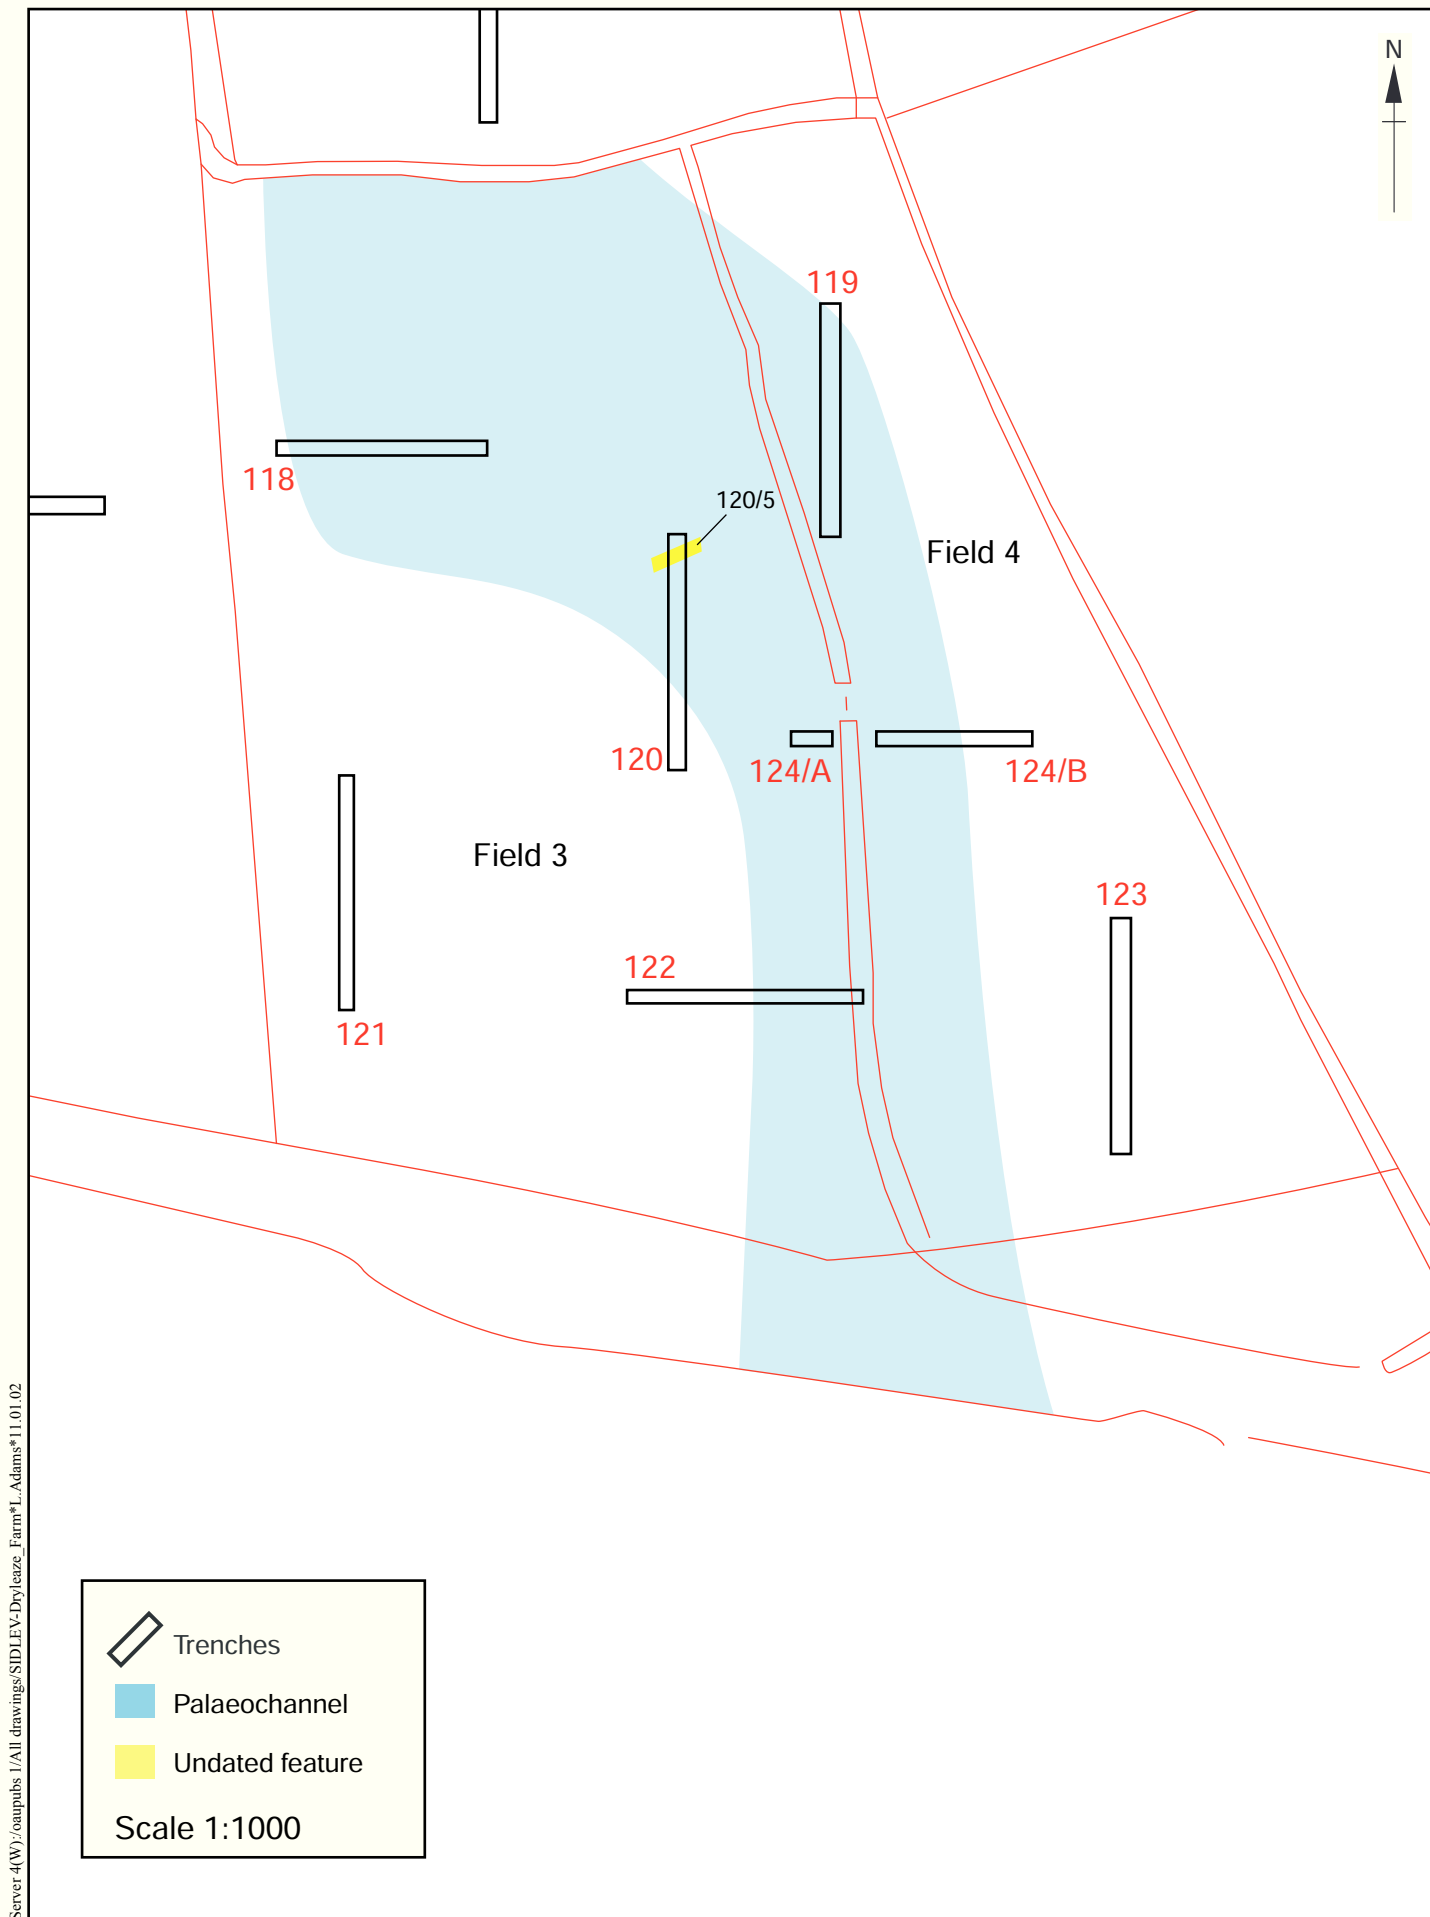 N
119
118
120/5
Field 4
120
124/A
124/B
Field 3
123
122
121
Trenches
Palaeochannel
Undated feature
Scale 1:1000
Server 4(W):/oaupubs 1/All drawings/SIDLEV-Dryleaze_Farm*L.Adams*11.01.02